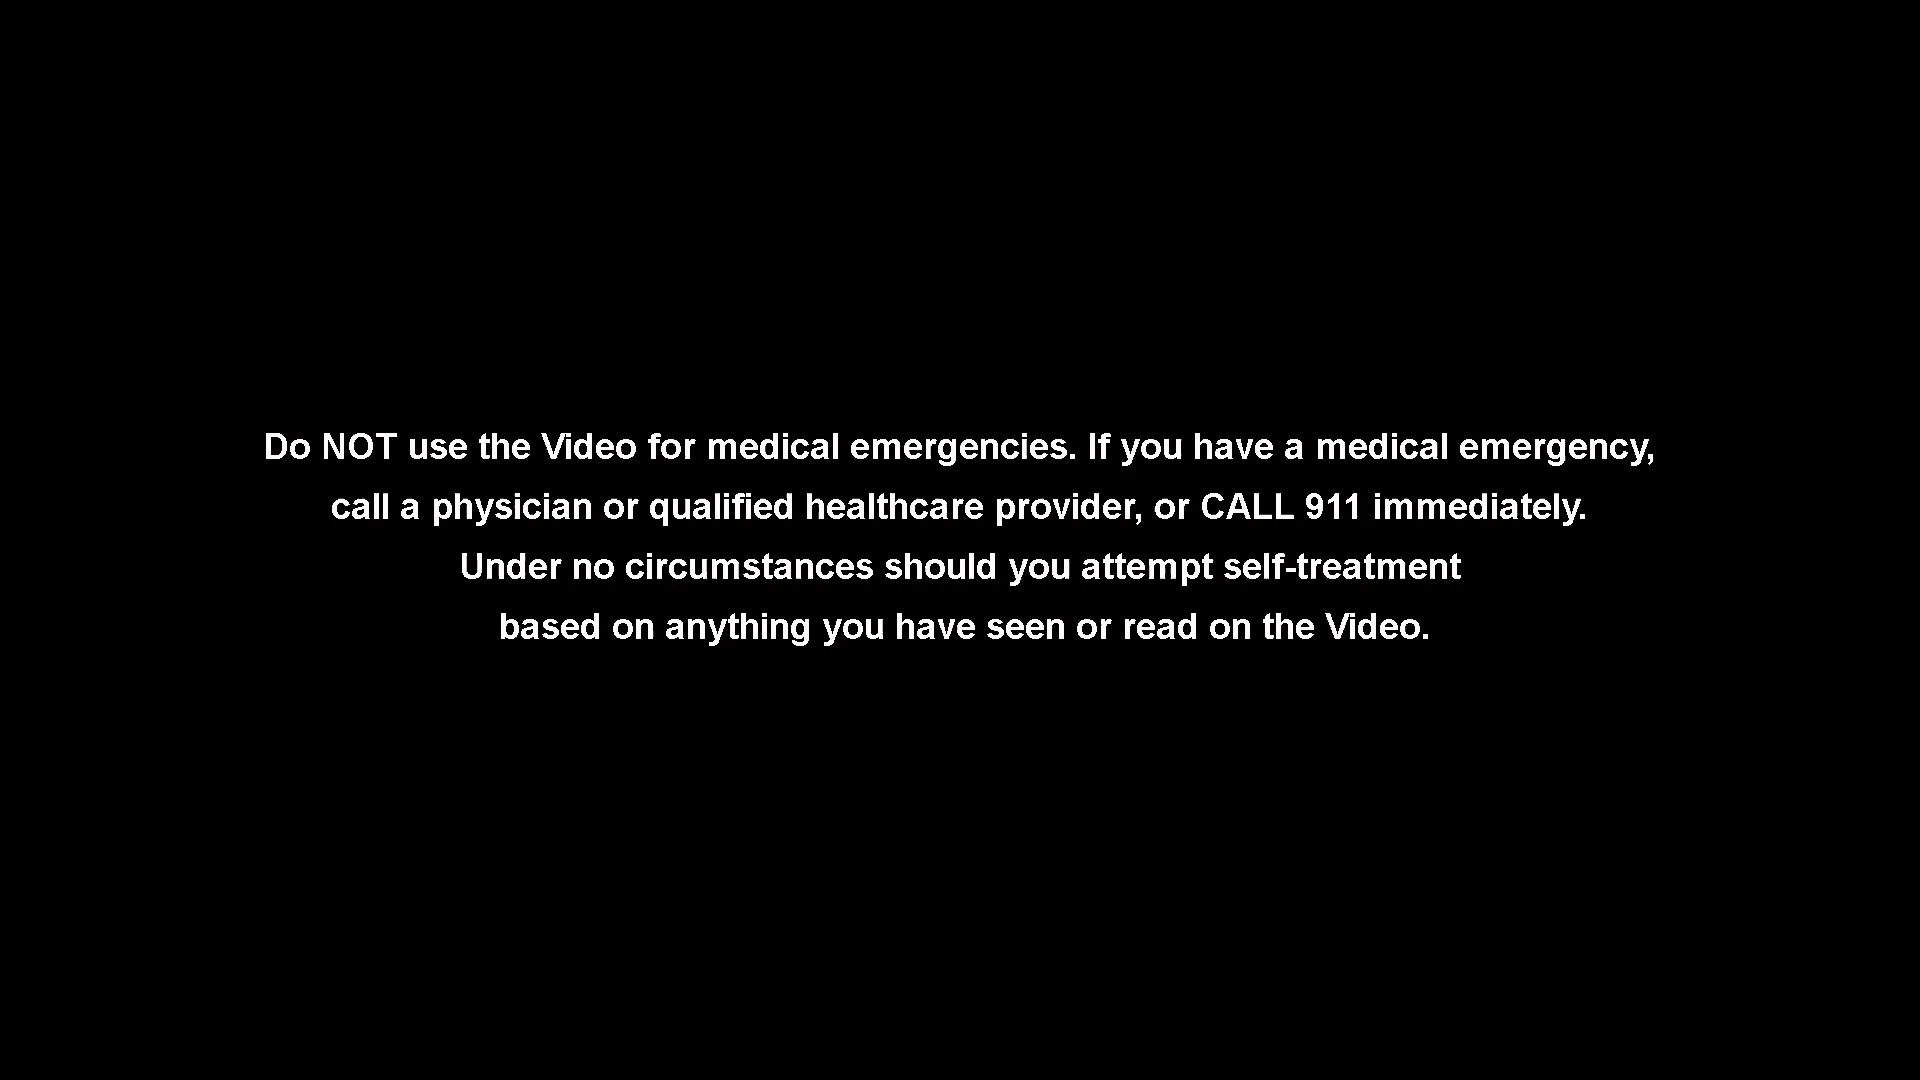 Do NOT use the Video for medical emergencies. If you have a medical emergency,
call a physician or qualified healthcare provider, or CALL 911 immediately.
Under no circumstances should you attempt self-treatment
based on anything you have seen or read on the Video.